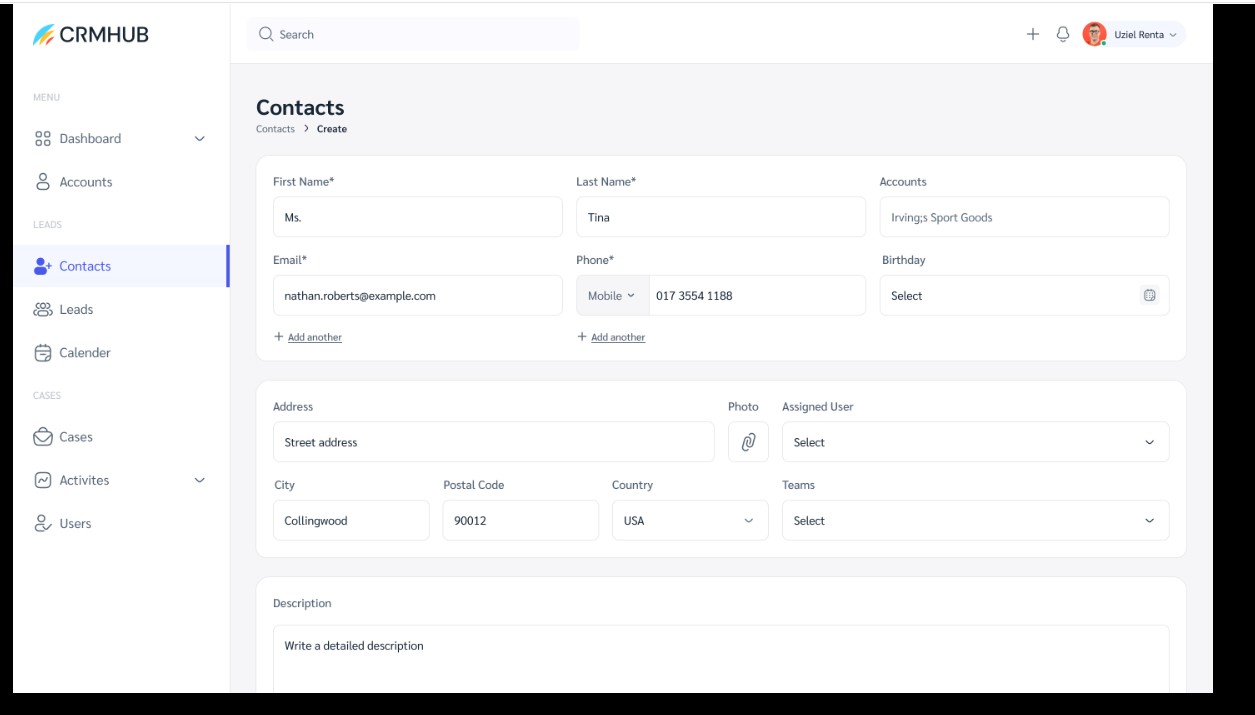 CRMHUB
Search
Uziel Renta
MENU
Dashboard
Accounts
LEADS
Contacts
Leads
Calender
CASES
Cases
Activites
Users
Contacts
Contacts > Create
First Name* Last Name* Accounts
Ms. Tina Irving;s Sport Goods
Email* Phone* Birthday
nathan.roberts@example.com Mobile 017 3554 1188 Select
+ Add another + Add another
Address Photo Assigned User
Street address Select
City Postal Code Country Teams
Collingwood 90012 USA Select
Description
Write a detailed description